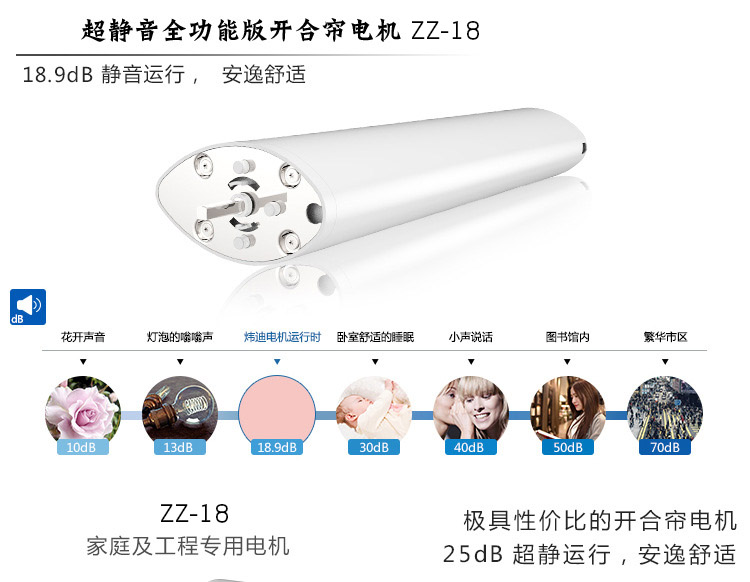 超静音全功能版开合帘电机 ZZ-18
18.9dB 静音运行， 安逸舒适
dB
花开声音 灯泡的嗡嗡声 炜迪电机运行时 卧室舒适的睡眠 小声说话 图书馆内 繁华市区
10dB 13dB 18.9dB 30dB 40dB 50dB 70dB
ZZ-18
家庭及工程专用电机
极具性价比的开合帘电机
25dB 超静运行，安逸舒适